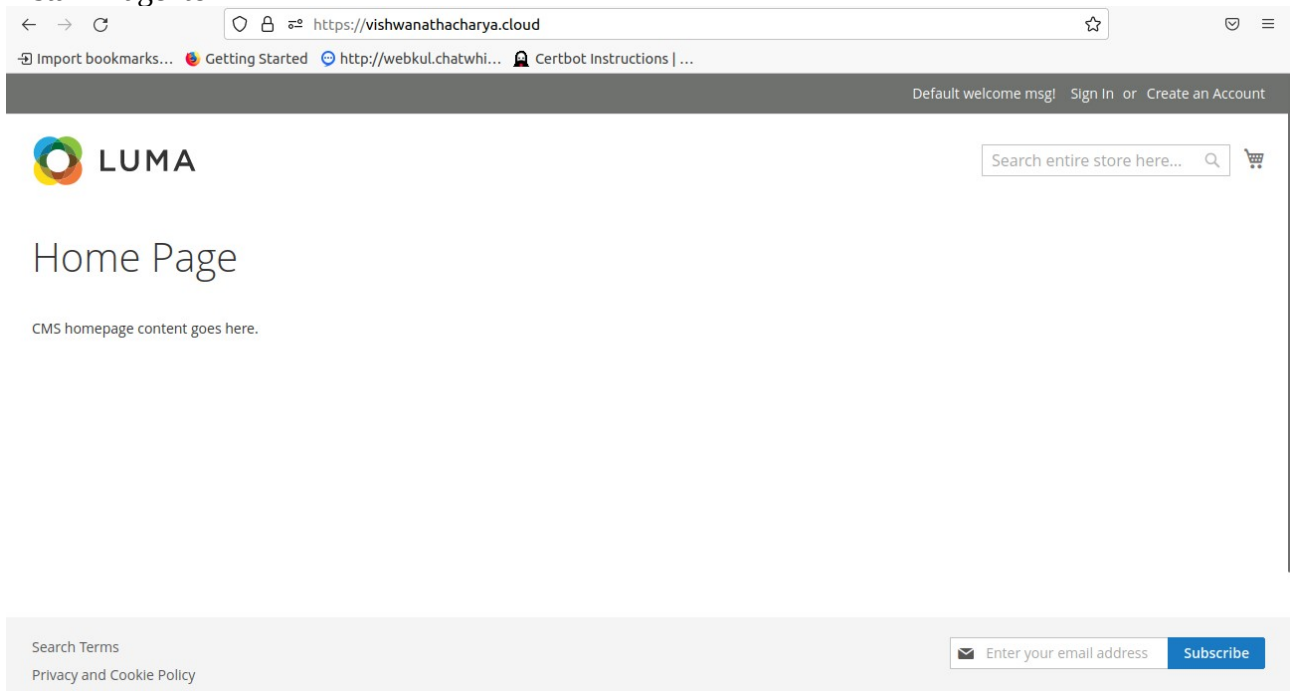 https://vishwanathacharya.cloud
Import bookmarks... Getting Started http://webkul.chatwhi... Certbot Instructions | ...
Default welcome msg! Sign In or Create an Account
LUMA
Search entire store here...
Home Page
CMS homepage content goes here.
Search Terms
Enter your email address Subscribe
Privacy and Cookie Policy